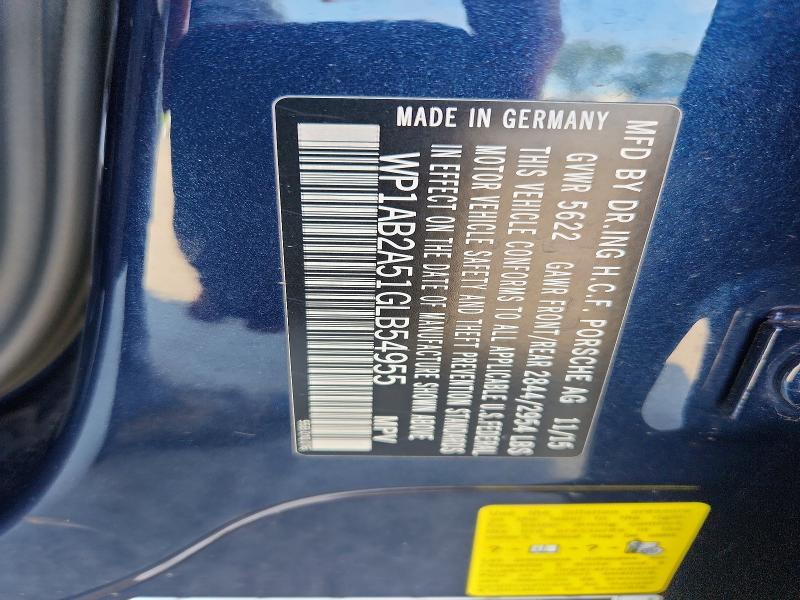 MFD BY DR.ING H.C.F. PORSCHE AG 11/15
GVWR 5622 GAWR FRONT/REAR 2844/2954 LBS
THIS VEHICLE CONFORMS TO ALL APPLICABLE U.S.FEDERAL
MOTOR VEHICLE SAFETY AND THEFT PREVENTION STANDARDS
IN EFFECT ON THE DATE OF MANUFACTURE SHOWN ABOVE
WP1AB2A51GLB54955 MPV
MADE IN GERMANY